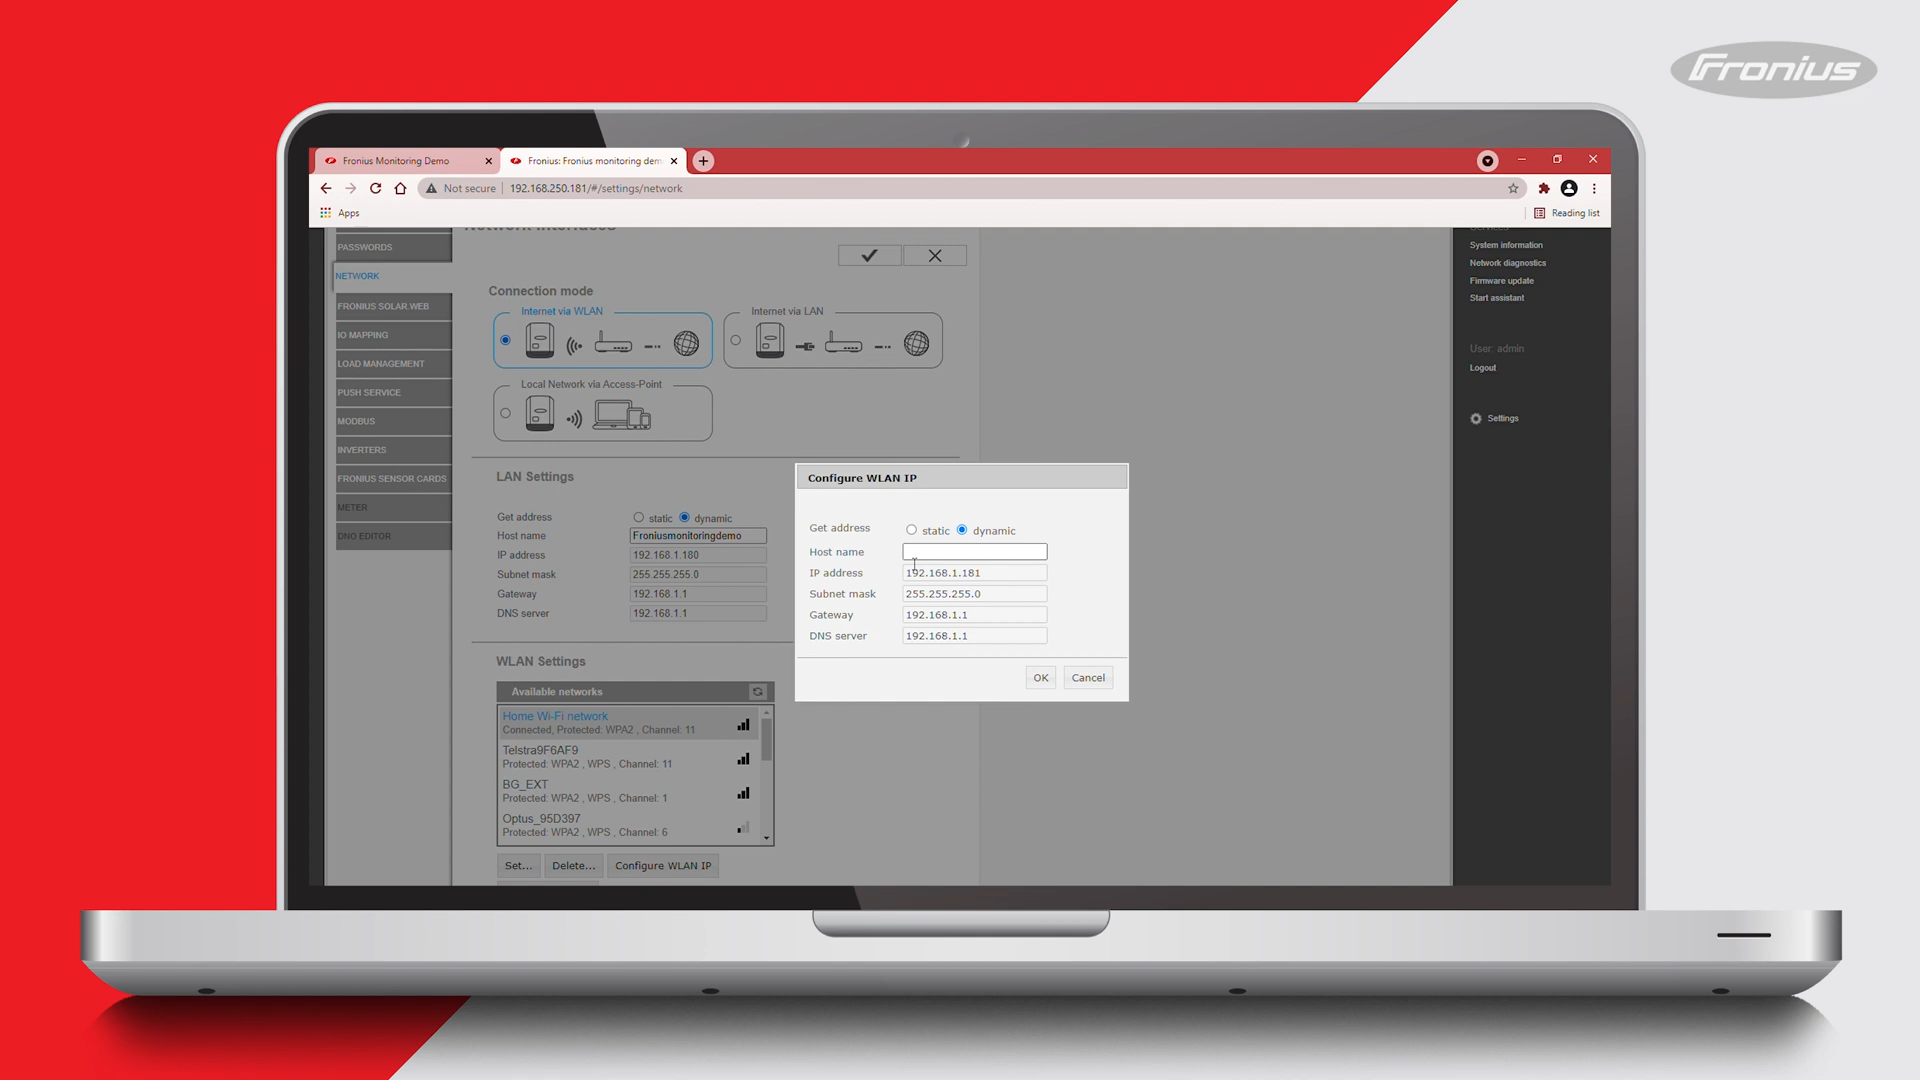 Fronius
Fronius Monitoring Demo
Fronius: Fronius monitoring dem
Not secure
192.168.250.181/#/settings/network
Apps
Reading list
Network Interfaces
PASSWORDS
NETWORK
FRONIUS SOLAR.WEB
IO MAPPING
LOAD MANAGEMENT
PUSH SERVICE
MODBUS
INVERTERS
FRONIUS SENSOR CARDS
METER
DNO EDITOR
Connection mode
Internet via WLAN
Internet via LAN
Local Network via Access-Point
LAN Settings
Get address static dynamic
Host name Froniusmonitoringdemo
IP address 192.168.1.180
Subnet mask 255.255.255.0
Gateway 192.168.1.1
DNS server 192.168.1.1
WLAN Settings
Available networks
Home Wi-Fi network
Connected, Protected: WPA2 , Channel: 11
Telstra9F6AF9
Protected: WPA2 , WPS , Channel: 11
BG_EXT
Protected: WPA2 , WPS , Channel: 1
Optus_95D397
Protected: WPA2 , WPS , Channel: 6
Set... Delete... Configure WLAN IP
Configure WLAN IP
Get address static dynamic
Host name
IP address 192.168.1.181
Subnet mask 255.255.255.0
Gateway 192.168.1.1
DNS server 192.168.1.1
OK Cancel
Services
System information
Network diagnostics
Firmware update
Start assistant
User: admin
Logout
Settings